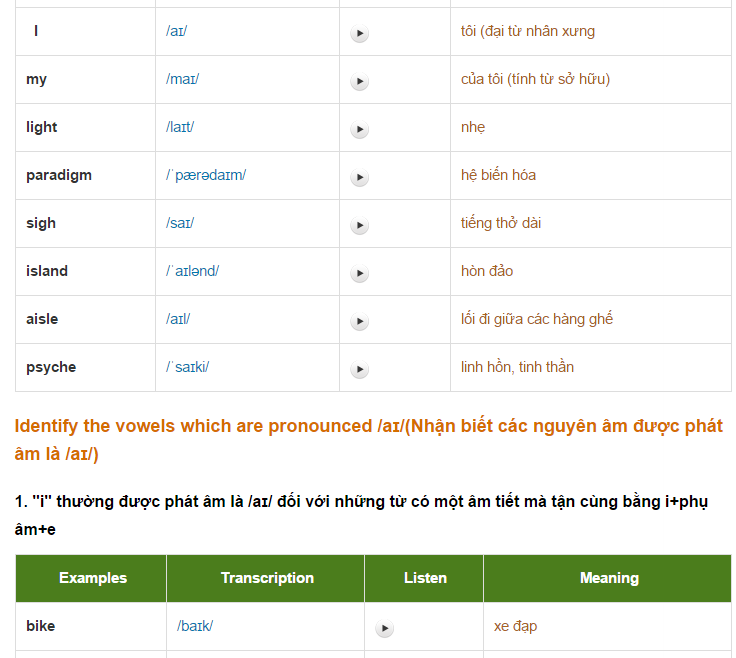 I /aɪ/ tôi (đại từ nhân xưng
my /maɪ/ của tôi (tính từ sở hữu)
light /laɪt/ nhẹ
paradigm /ˈpærədaɪm/ hệ biến hóa
sigh /saɪ/ tiếng thở dài
island /ˈaɪlənd/ hòn đảo
aisle /aɪl/ lối đi giữa các hàng ghế
psyche /ˈsaɪki/ linh hồn, tinh thần
Identify the vowels which are pronounced /aɪ/(Nhận biết các nguyên âm được phát
âm là /aɪ/)
1. "i" thường được phát âm là /aɪ/ đối với những từ có một âm tiết mà tận cùng bằng i+phụ
âm+e
Examples Transcription Listen Meaning
bike /baɪk/ xe đạp